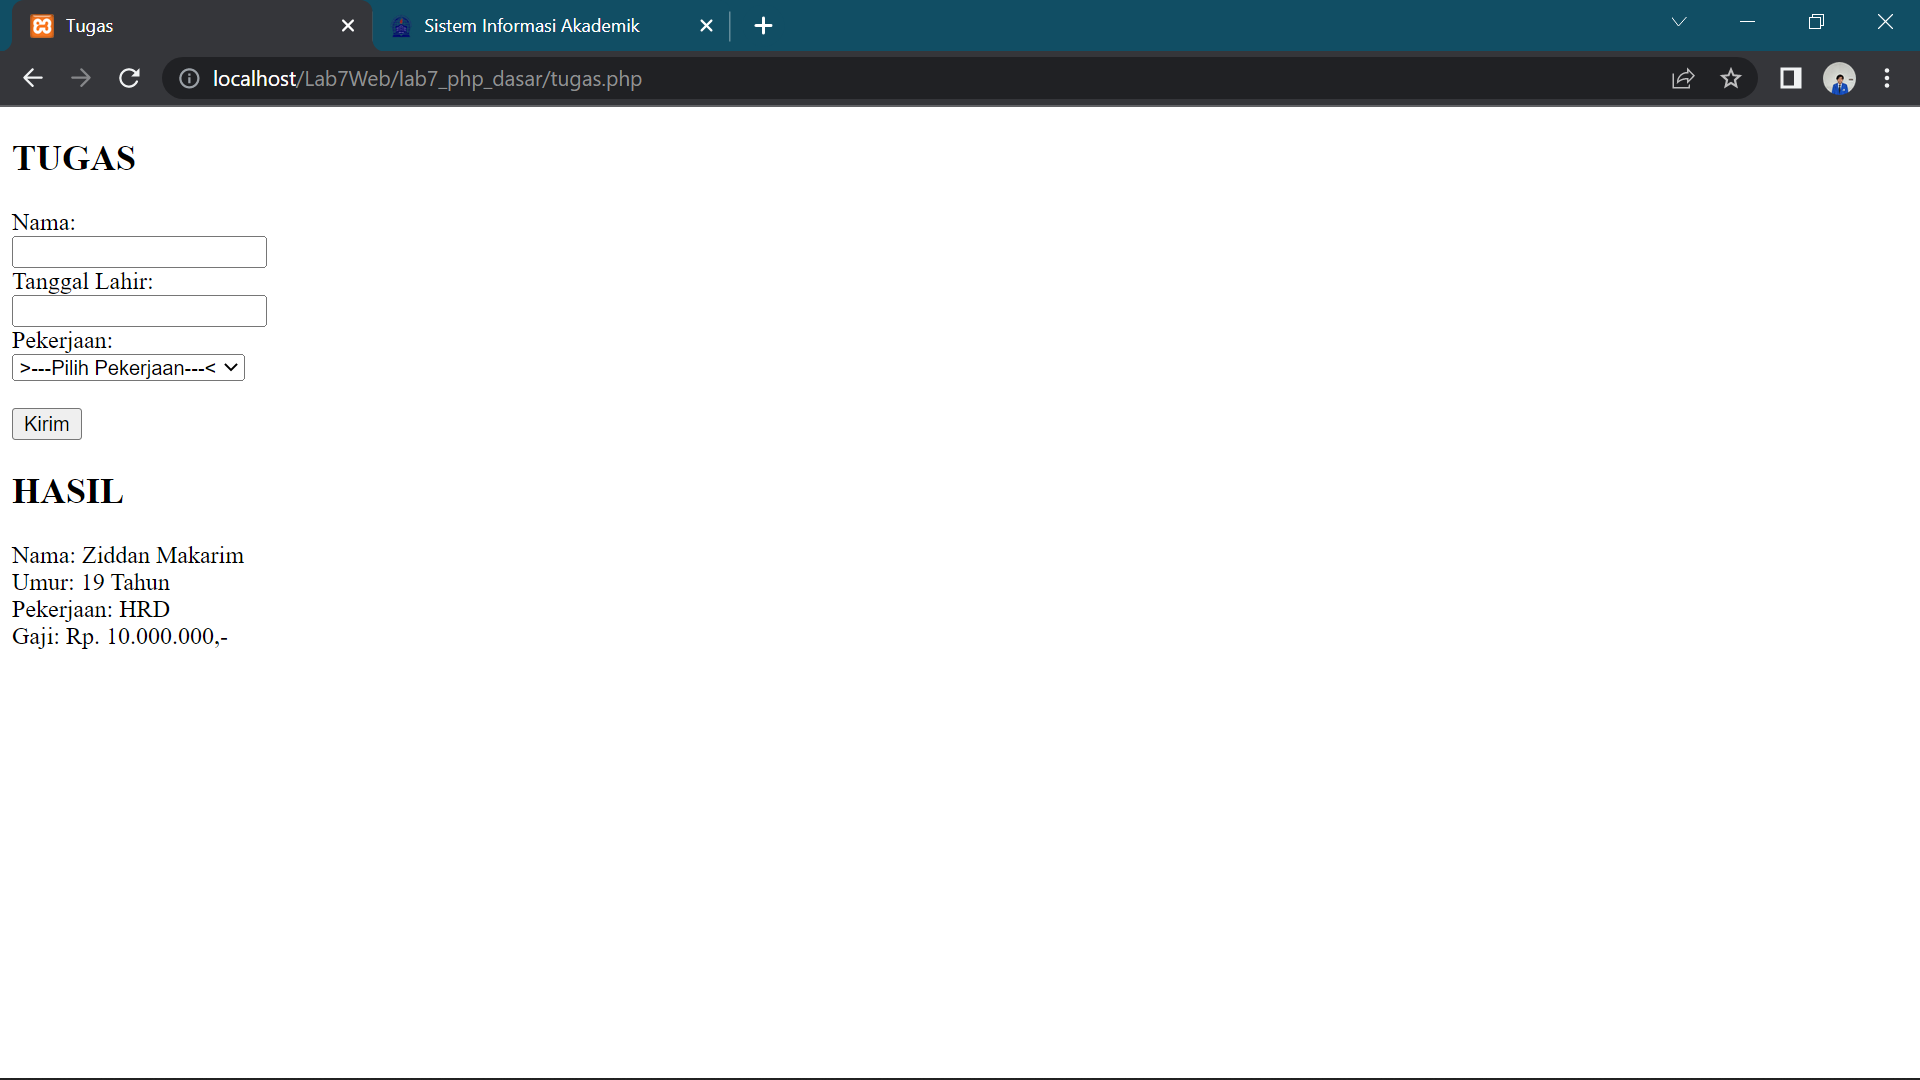 Tugas
Sistem Informasi Akademik
localhost/Lab7Web/lab7_php_dasar/tugas.php
TUGAS
Nama:
Tanggal Lahir:
Pekerjaan:
>---Pilih Pekerjaan---<
Kirim
HASIL
Nama: Ziddan Makarim
Umur: 19 Tahun
Pekerjaan: HRD
Gaji: Rp. 10.000.000,-